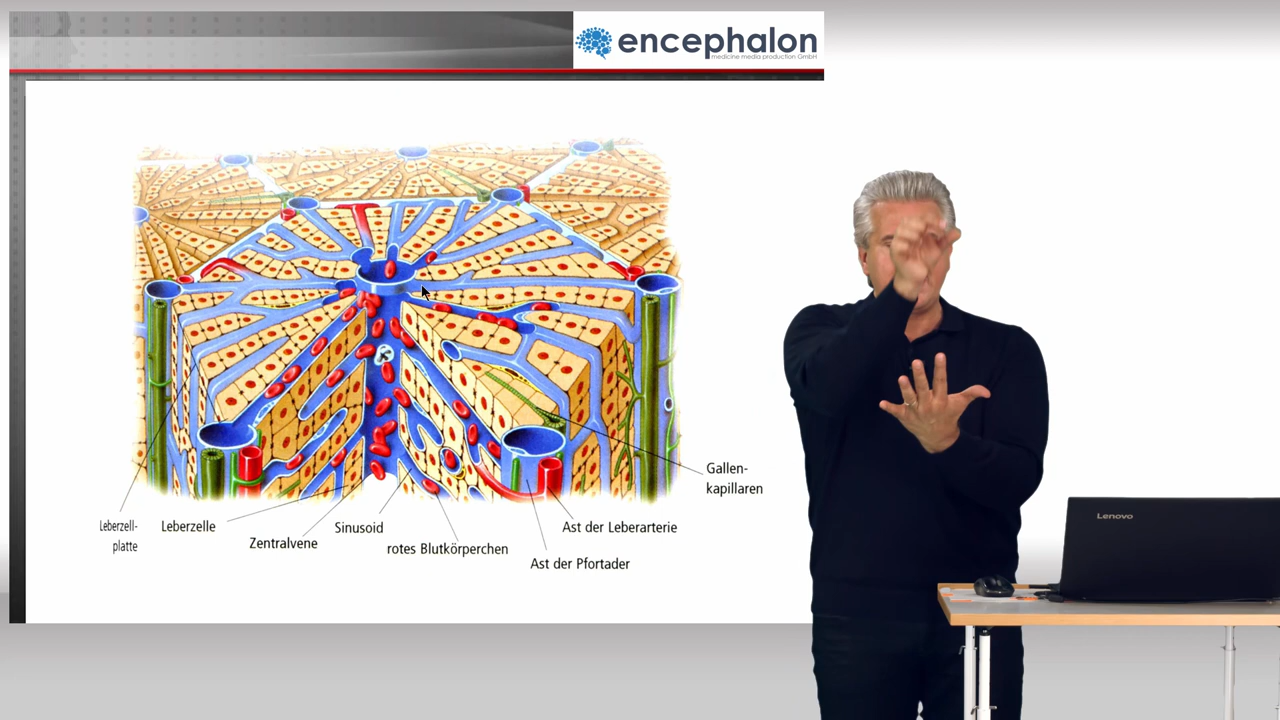 encephalon
medicine media production GmbH
Gallen-
kapillaren
Leberzell-
platte
Leberzelle
Zentralvene
Sinusoid
rotes Blutkörperchen
Ast der Leberarterie
Ast der Pfortader
Lenovo